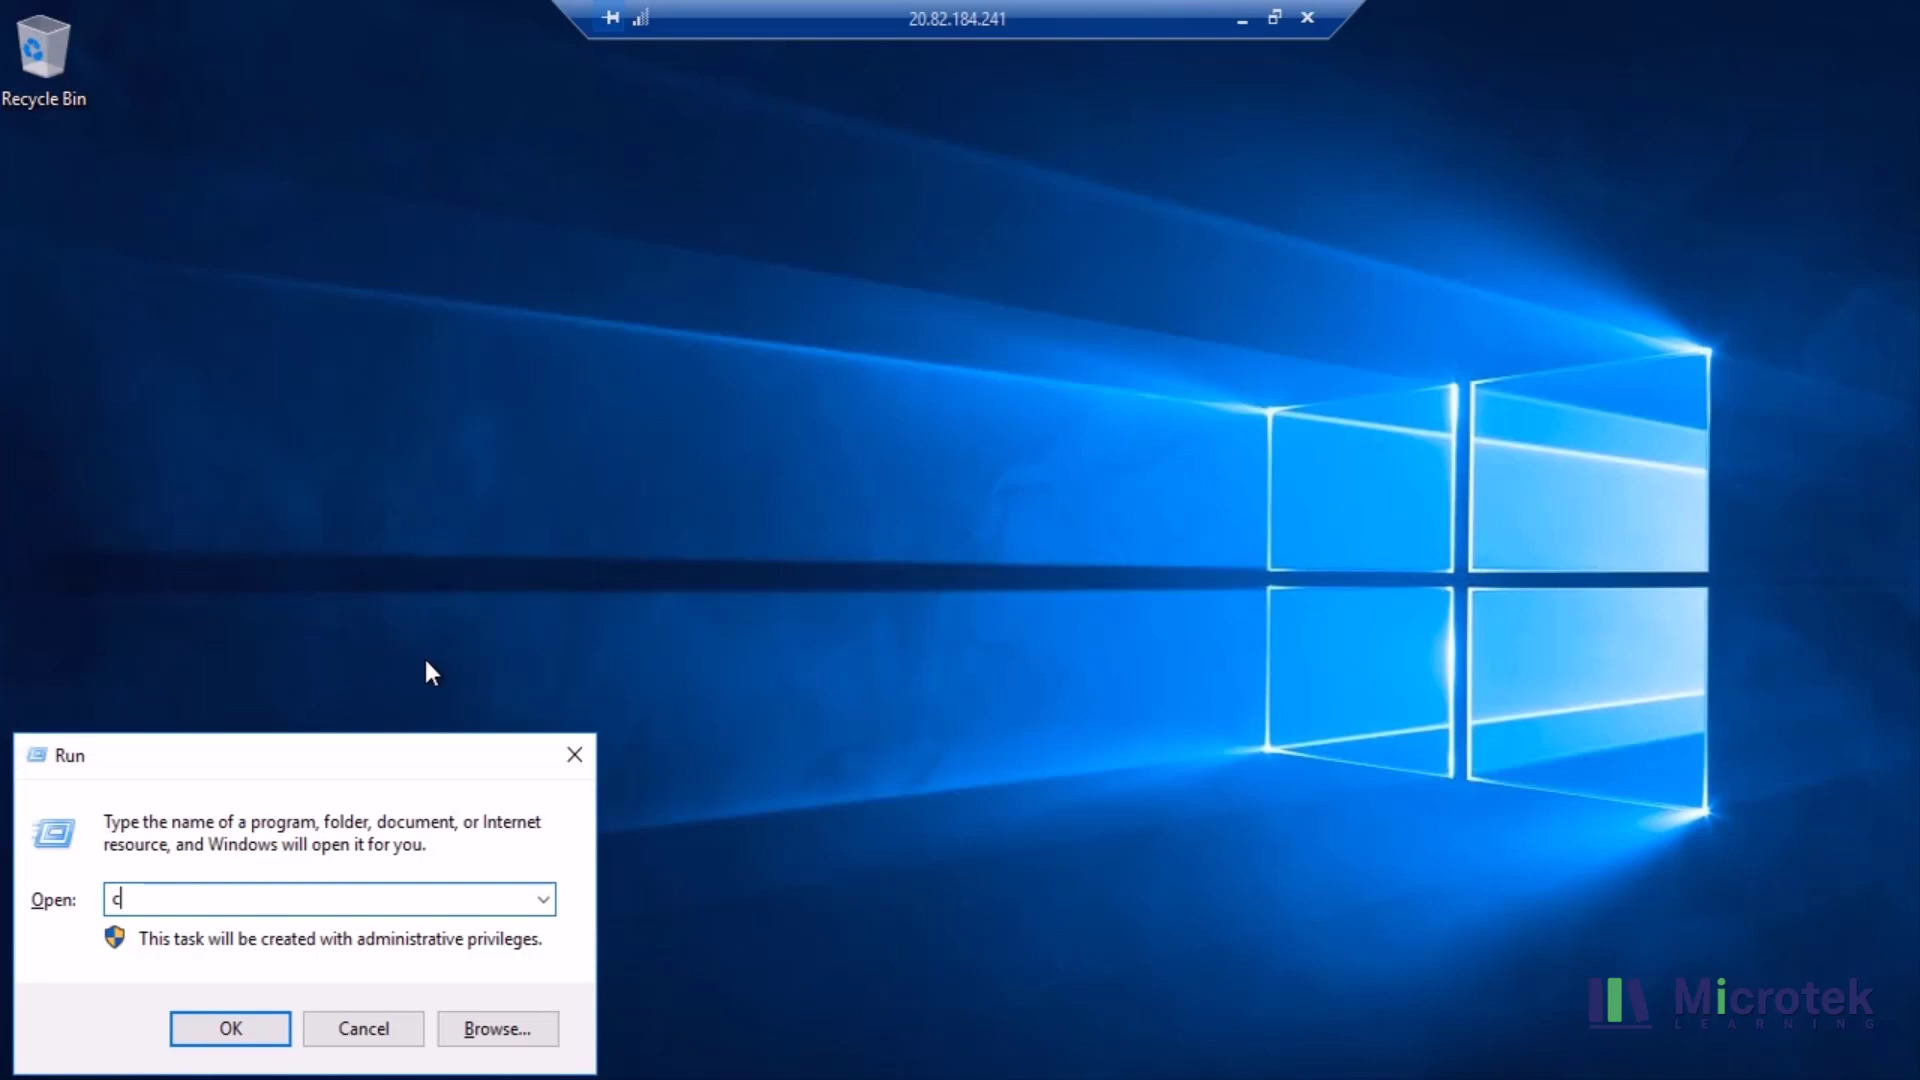 20.82.184.241
Recycle Bin
Run
Type the name of a program, folder, document, or Internet
resource, and Windows will open it for you.
Open:
c
This task will be created with administrative privileges.
OK
Cancel
Browse...
Microtek
LEARNING